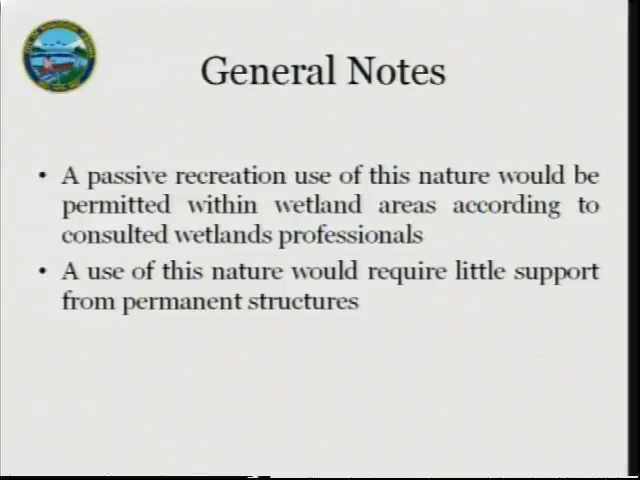 General Notes
• A passive recreation use of this nature would be
permitted within wetland areas according to
consulted wetlands professionals
• A use of this nature would require little support
from permanent structures